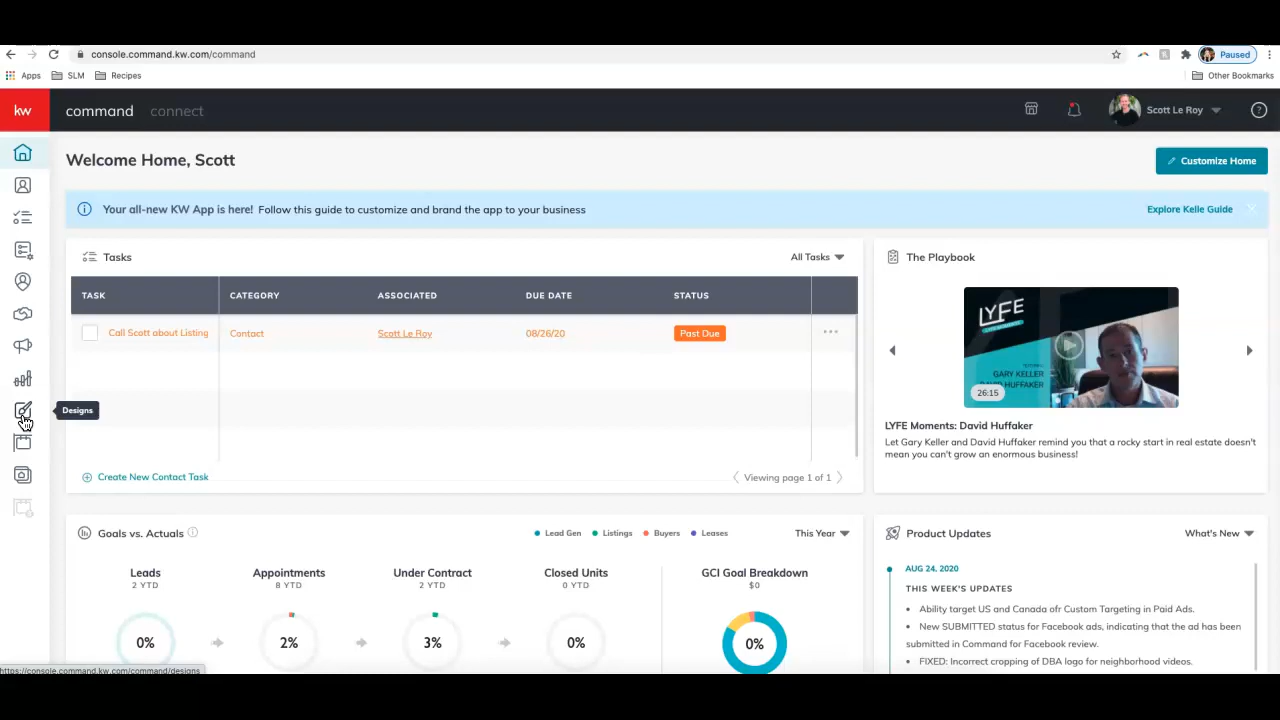 console.command.kw.com/command
Paused
Apps
SLM
Recipes
Other Bookmarks
kw
command
connect
Scott Le Roy
?
Welcome Home, Scott
Customize Home
Your all-new KW App is here! Follow this guide to customize and brand the app to your business
Explore Kelle Guide
Tasks
All Tasks
TASK
CATEGORY
ASSOCIATED
DUE DATE
STATUS
Call Scott about Listing
Contact
Scott Le Roy
08/26/20
Past Due
Create New Contact Task
Viewing page 1 of 1
Designs
The Playbook
LYFE
LYFE MOMENTS
GARY KELLER
DAVID HUFFAKER
26:15
LYFE Moments: David Huffaker
Let Gary Keller and David Huffaker remind you that a rocky start in real estate doesn't
mean you can't grow an enormous business!
Goals vs. Actuals
Lead Gen
Listings
Buyers
Leases
This Year
Leads
2 YTD
0%
Appointments
8 YTD
2%
Under Contract
2 YTD
3%
Closed Units
0 YTD
0%
GCI Goal Breakdown
$0
0%
Product Updates
What's New
AUG 24, 2020
THIS WEEK'S UPDATES
• Ability target US and Canada ofr Custom Targeting in Paid Ads.
• New SUBMITTED status for Facebook ads, indicating that the ad has been
submitted in Command for Facebook review.
• FIXED: Incorrect cropping of DBA logo for neighborhood videos.
https://console.command.kw.com/command/designs